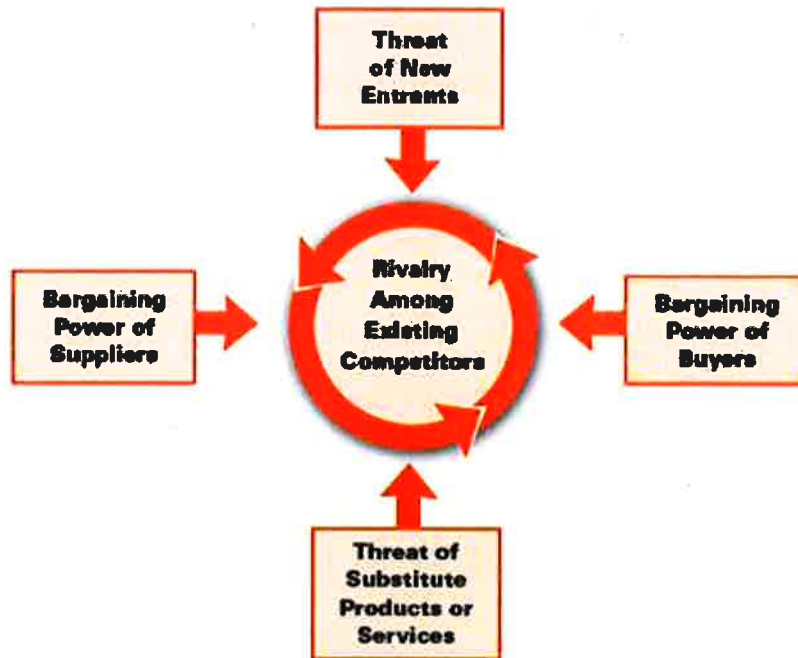 Threat
of New
Entrants
Rivalry
Among
Existing
Competitors
Bargaining
Power of
Suppliers
Bargaining
Power of
Buyers
Threat of
Substitute
Products or
Services